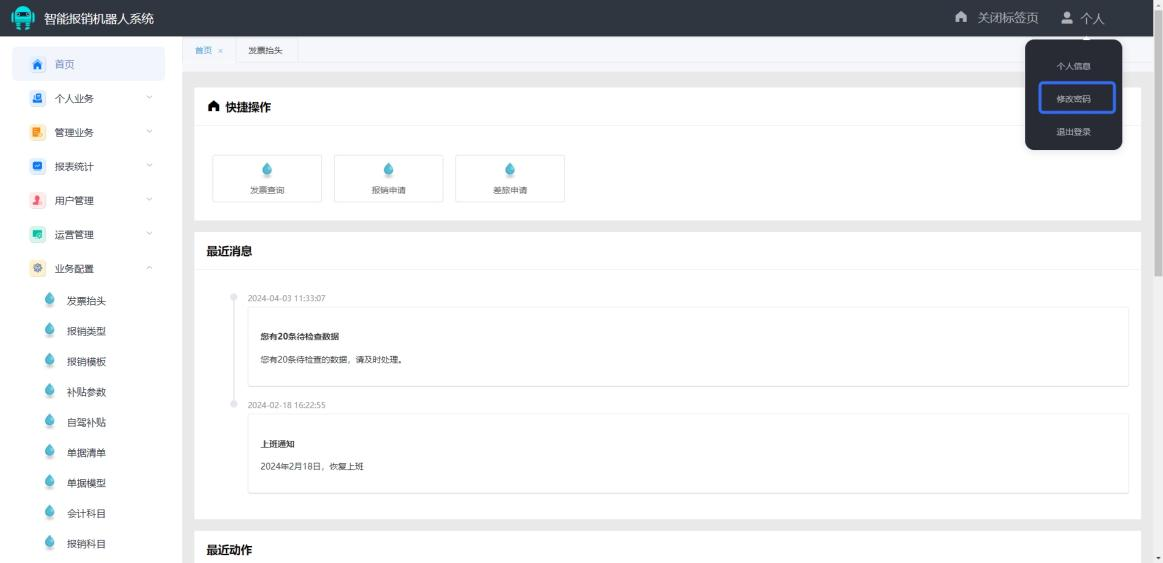 智能报销机器人系统
关闭标签页
个人
个人信息
修改密码
退出登录
首页
个人业务
管理业务
报表统计
用户管理
运营管理
业务配置
发票抬头
报销类型
报销模板
补贴参数
自驾补贴
单据清单
单据模型
会计科目
报销科目
首页 ×
发票抬头
快捷操作
发票查询
报销申请
差旅申请
最近消息
2024-04-03 11:33:07
您有20条待检查数据
您有20条待检查的数据，请及时处理。
2024-02-18 16:22:55
上班通知
2024年2月18日，恢复上班
最近动作